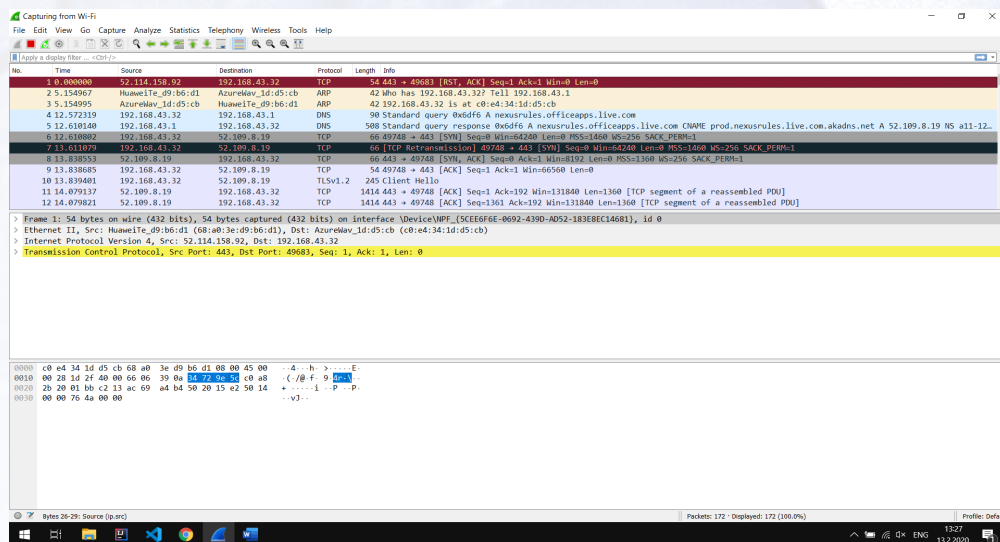 Capturing from Wi-Fi
File Edit View Go Capture Analyze Statistics Telephony Wireless Tools Help
Apply a display filter ... <Ctrl-/>
No. Time Source Destination Protocol Length Info
1 0.000000 52.114.158.92 192.168.43.32 TCP 54 443 → 49683 [RST, ACK] Seq=1 Ack=1 Win=0 Len=0
2 5.154967 HuaweiTe_d9:b6:d1 AzureWav_1d:d5:cb ARP 42 Who has 192.168.43.32? Tell 192.168.43.1
3 5.154995 AzureWav_1d:d5:cb HuaweiTe_d9:b6:d1 ARP 42 192.168.43.32 is at c0:e4:34:1d:d5:cb
4 12.572319 192.168.43.32 192.168.43.1 DNS 90 Standard query 0x6df6 A nexusrules.officeapps.live.com
5 12.610140 192.168.43.1 192.168.43.32 DNS 508 Standard query response 0x6df6 A nexusrules.officeapps.live.com CNAME prod.nexusrules.live.com.akadns.net A 52.109.8.19 NS a11-12...
6 12.610802 192.168.43.32 52.109.8.19 TCP 66 49748 → 443 [SYN] Seq=0 Win=64240 Len=0 MSS=1460 WS=256 SACK_PERM=1
7 13.611079 192.168.43.32 52.109.8.19 TCP 66 [TCP Retransmission] 49748 → 443 [SYN] Seq=0 Win=64240 Len=0 MSS=1460 WS=256 SACK_PERM=1
8 13.838553 52.109.8.19 192.168.43.32 TCP 66 443 → 49748 [SYN, ACK] Seq=0 Ack=1 Win=8192 Len=0 MSS=1360 WS=256 SACK_PERM=1
9 13.838685 192.168.43.32 52.109.8.19 TCP 54 49748 → 443 [ACK] Seq=1 Ack=1 Win=66560 Len=0
10 13.839401 192.168.43.32 52.109.8.19 TLSv1.2 245 Client Hello
11 14.079137 52.109.8.19 192.168.43.32 TCP 1414 443 → 49748 [ACK] Seq=1 Ack=192 Win=131840 Len=1360 [TCP segment of a reassembled PDU]
12 14.079821 52.109.8.19 192.168.43.32 TCP 1414 443 → 49748 [ACK] Seq=1361 Ack=192 Win=131840 Len=1360 [TCP segment of a reassembled PDU]
> Frame 1: 54 bytes on wire (432 bits), 54 bytes captured (432 bits) on interface \Device\NPF_{5CEE6F6E-0692-439D-AD52-183E8EC14681}, id 0
> Ethernet II, Src: HuaweiTe_d9:b6:d1 (68:a0:3e:d9:b6:d1), Dst: AzureWav_1d:d5:cb (c0:e4:34:1d:d5:cb)
> Internet Protocol Version 4, Src: 52.114.158.92, Dst: 192.168.43.32
> Transmission Control Protocol, Src Port: 443, Dst Port: 49683, Seq: 1, Ack: 1, Len: 0
0000 c0 e4 34 1d d5 cb 68 a0 3e d9 b6 d1 08 00 45 00 ··4···h· >·····E·
0010 00 28 1d 2f 40 00 66 06 39 0a 34 72 9e 5c c0 a8 ·(·/@·f· 9·4r·\··
0020 2b 20 01 bb c2 13 ac 69 a4 b4 50 20 15 e2 50 14 + ·····i ··P ··P·
0030 00 00 76 4a 00 00 ··vJ··
Bytes 26-29: Source (ip.src) Packets: 172 · Displayed: 172 (100.0%) Profile: Defa
ENG 13:27
13.2.2020